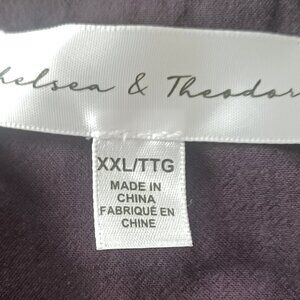 helsea & Theodor
XXL/TTG
MADE IN
CHINA
FABRIQUÉ EN
CHINE